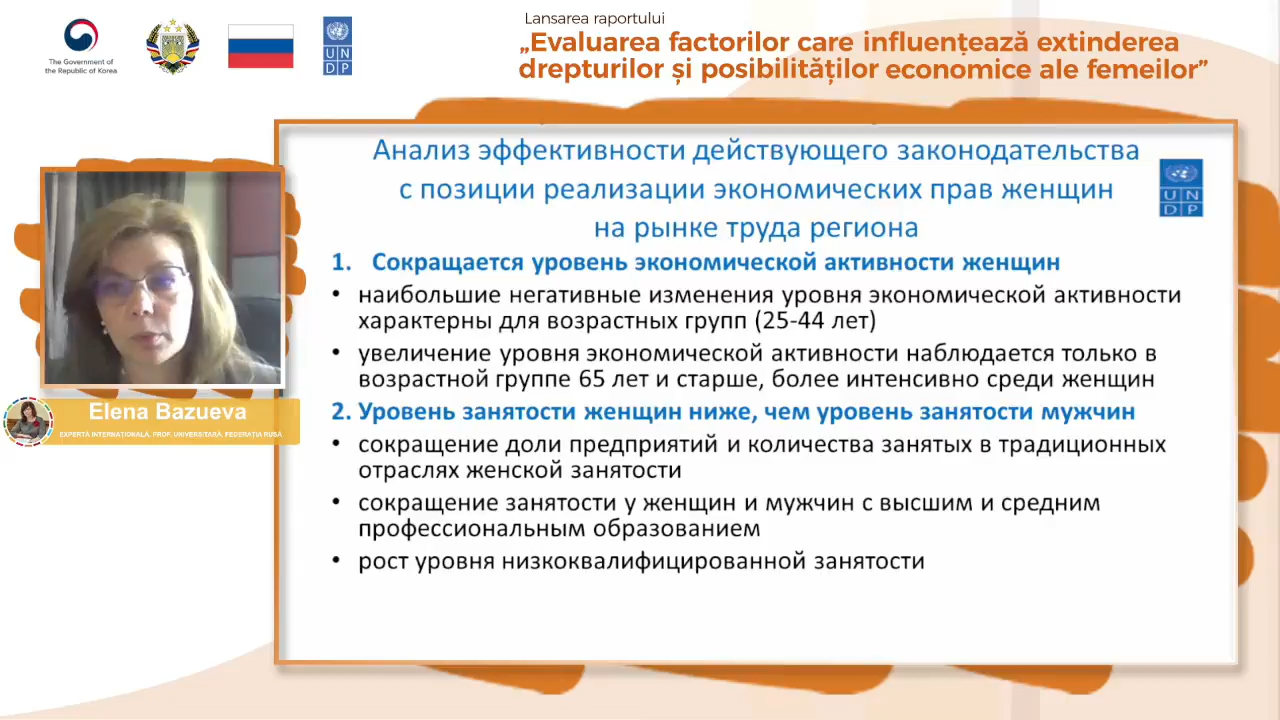 Lansarea raportului
„Evaluarea factorilor care influențează extinderea
drepturilor și posibilităților economice ale femeilor”
The Government of
the Republic of Korea
U N
D P
Анализ эффективности действующего законодательства
с позиции реализации экономических прав женщин
на рынке труда региона
U N
D P
1. Сокращается уровень экономической активности женщин
• наибольшие негативные изменения уровня экономической активности
характерны для возрастных групп (25-44 лет)
• увеличение уровня экономической активности наблюдается только в
возрастной группе 65 лет и старше, более интенсивно среди женщин
2. Уровень занятости женщин ниже, чем уровень занятости мужчин
• сокращение доли предприятий и количества занятых в традиционных
отраслях женской занятости
• сокращение занятости у женщин и мужчин с высшим и средним
профессиональным образованием
• рост уровня низкоквалифицированной занятости
Elena Bazueva
EXPERTĂ INTERNAȚIONALĂ, PROF. UNIVERSITARĂ, FEDERAȚIA RUSĂ